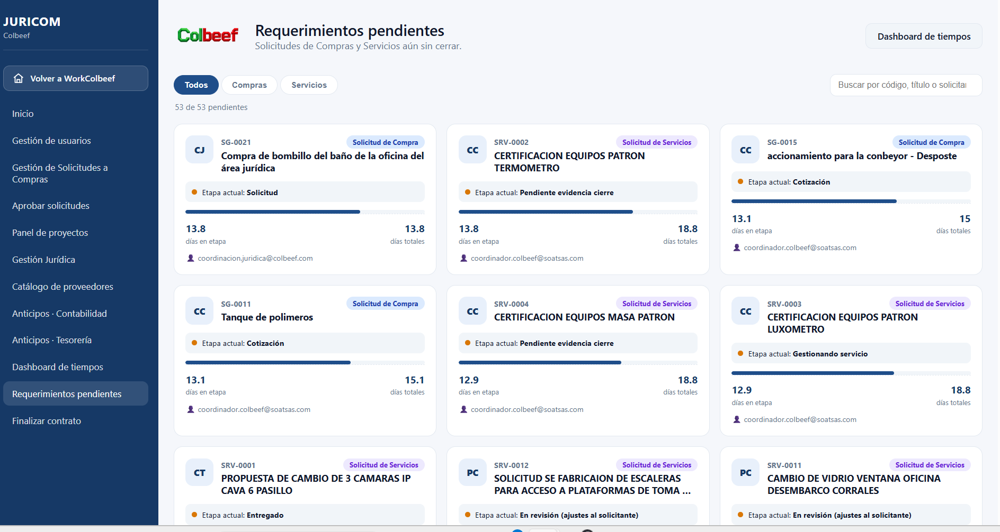 JURICOM
Colbeef
Volver a WorkColbeef
Inicio
Gestión de usuarios
Gestión de Solicitudes a
Compras
Aprobar solicitudes
Panel de proyectos
Gestión Jurídica
Catálogo de proveedores
Anticipos · Contabilidad
Anticipos · Tesorería
Dashboard de tiempos
Requerimientos pendientes
Finalizar contrato
Colbeef
Requerimientos pendientes
Solicitudes de Compras y Servicios aún sin cerrar.
Dashboard de tiempos
Todos
Compras
Servicios
Buscar por código, título o solicitar
53 de 53 pendientes
CJ
SG-0021
Solicitud de Compra
Compra de bombillo del baño de la oficina del
área jurídica
Etapa actual: Solicitud
13.8
13.8
días en etapa
días totales
coordinacion.juridica@colbeef.com
CC
SRV-0002
Solicitud de Servicios
CERTIFICACION EQUIPOS PATRON
TERMOMETRO
Etapa actual: Pendiente evidencia cierre
13.8
18.8
días en etapa
días totales
coordinador.colbeef@soatsas.com
CC
SG-0015
Solicitud de Compra
accionamiento para la conbeyor - Desposte
Etapa actual: Cotización
13.1
15
días en etapa
días totales
coordinador.colbeef@soatsas.com
CC
SG-0011
Solicitud de Compra
Tanque de polimeros
Etapa actual: Cotización
13.1
15.1
días en etapa
días totales
coordinador.colbeef@soatsas.com
CC
SRV-0004
Solicitud de Servicios
CERTIFICACION EQUIPOS MASA PATRON
Etapa actual: Pendiente evidencia cierre
12.9
18.8
días en etapa
días totales
coordinador.colbeef@soatsas.com
CC
SRV-0003
Solicitud de Servicios
CERTIFICACION EQUIPOS PATRON
LUXOMETRO
Etapa actual: Gestionando servicio
12.9
18.8
días en etapa
días totales
coordinador.colbeef@soatsas.com
CT
SRV-0001
Solicitud de Servicios
PROPUESTA DE CAMBIO DE 3 CAMARAS IP
CAVA 6 PASILLO
Etapa actual: Entregado
PC
SRV-0012
Solicitud de Servicios
SOLICITUD SE FABRICAION DE ESCALERAS
PARA ACCESO A PLATAFORMAS DE TOMA ...
Etapa actual: En revisión (ajustes al solicitante)
PC
SRV-0011
Solicitud de Servicios
CAMBIO DE VIDRIO VENTANA OFICINA
DESEMBARCO CORRALES
Etapa actual: En revisión (ajustes al solicitante)